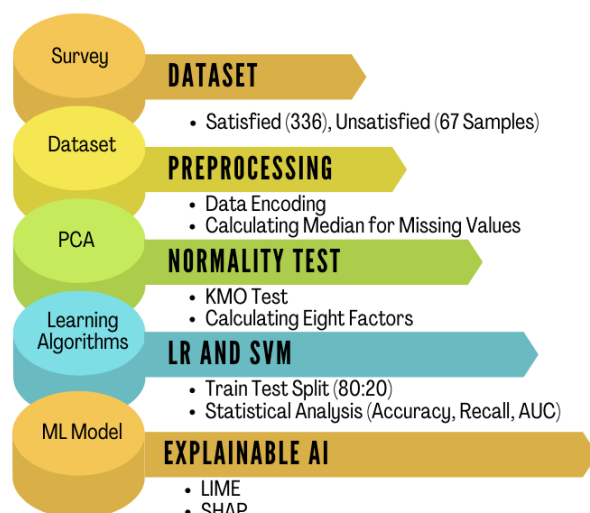 Survey
DATASET
• Satisfied (336), Unsatisfied (67 Samples)
Dataset
PREPROCESSING
• Data Encoding
• Calculating Median for Missing Values
PCA
NORMALITY TEST
• KMO Test
• Calculating Eight Factors
Learning
Algorithms
LR AND SVM
• Train Test Split (80:20)
• Statistical Analysis (Accuracy, Recall, AUC)
ML Model
EXPLAINABLE AI
• LIME
• SHAP